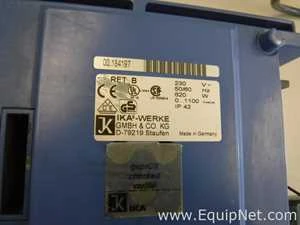 00.184197
RET B
230 V~
50/60 Hz
620 W
0..1100
IP 42
IKA®-WERKE
GMBH & CO. KG
D-79219 Staufen
Made in Germany
IKA
www.EquipNet.com